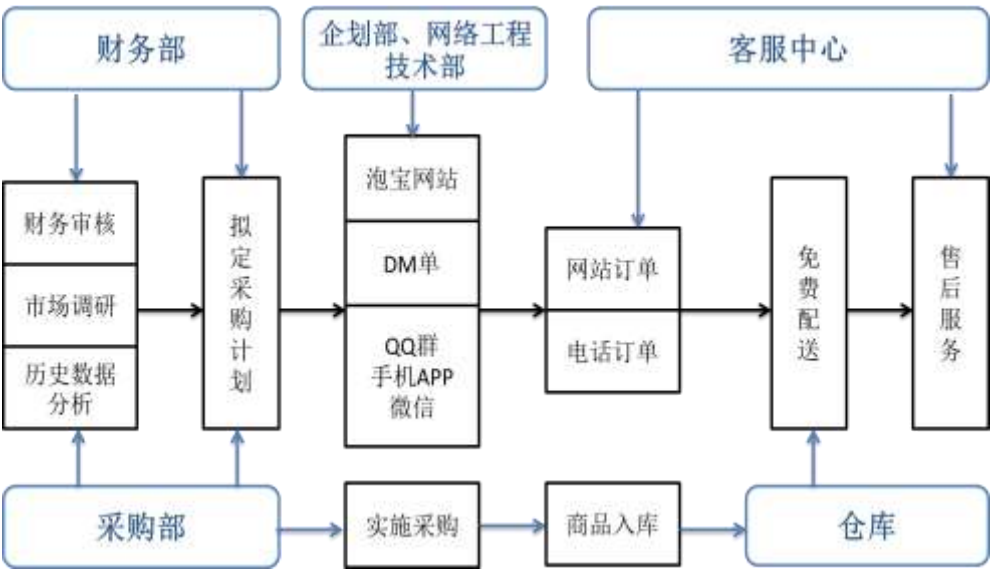 财务部
企划部、网络工程
技术部
客服中心
财务审核
市场调研
历史数据
分析
拟定采购计划
泡宝网站
DM单
QQ群
手机APP
微信
网站订单
电话订单
免费配送
售后服务
采购部
实施采购
商品入库
仓库